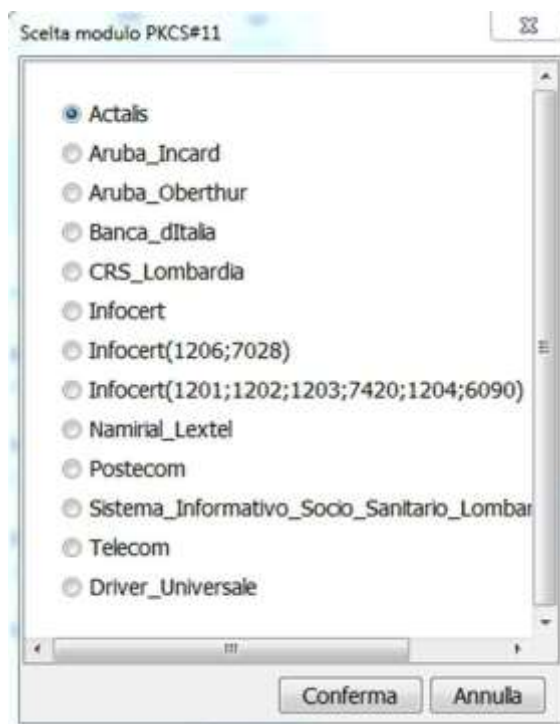 Scelta modulo PKCS#11
Actalis
Aruba_Incard
Aruba_Oberthur
Banca_dItalia
CRS_Lombardia
Infocert
Infocert(1206;7028)
Infocert(1201;1202;1203;7420;1204;6090)
Namirial_Lextel
Postecom
Sistema_Informativo_Socio_Sanitario_Lombar
Telecom
Driver_Universale
Conferma Annulla